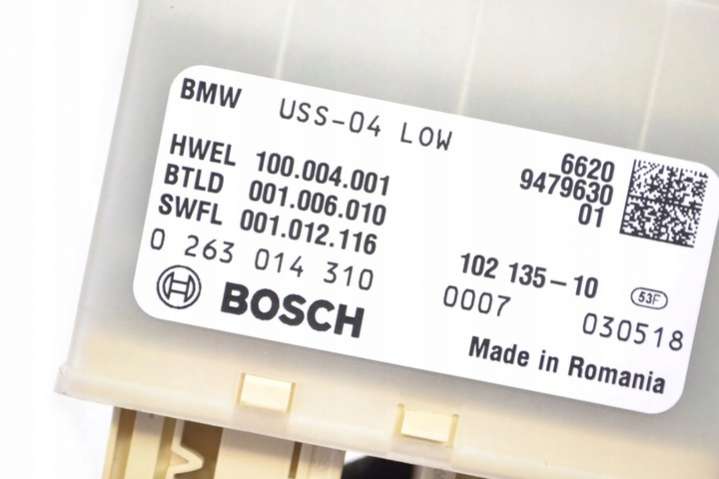 BMW USS-04 LOW
HWEL 100.004.001
BTLD 001.006.010
SWFL 001.012.116
0 263 014 310
BOSCH
6620
9479630
01
102 135-10
0007 030518
53F
Made in Romania